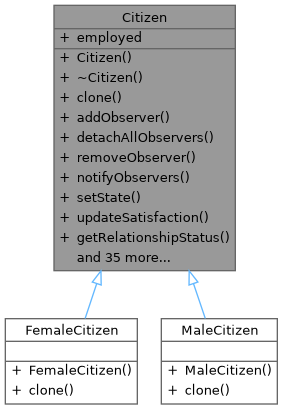 Citizen
+ employed
+ Citizen()
+ ~Citizen()
+ clone()
+ addObserver()
+ detachAllObservers()
+ removeObserver()
+ notifyObservers()
+ setState()
+ updateSatisfaction()
+ getRelationshipStatus()
and 35 more...
FemaleCitizen
+ FemaleCitizen()
+ clone()
MaleCitizen
+ MaleCitizen()
+ clone()